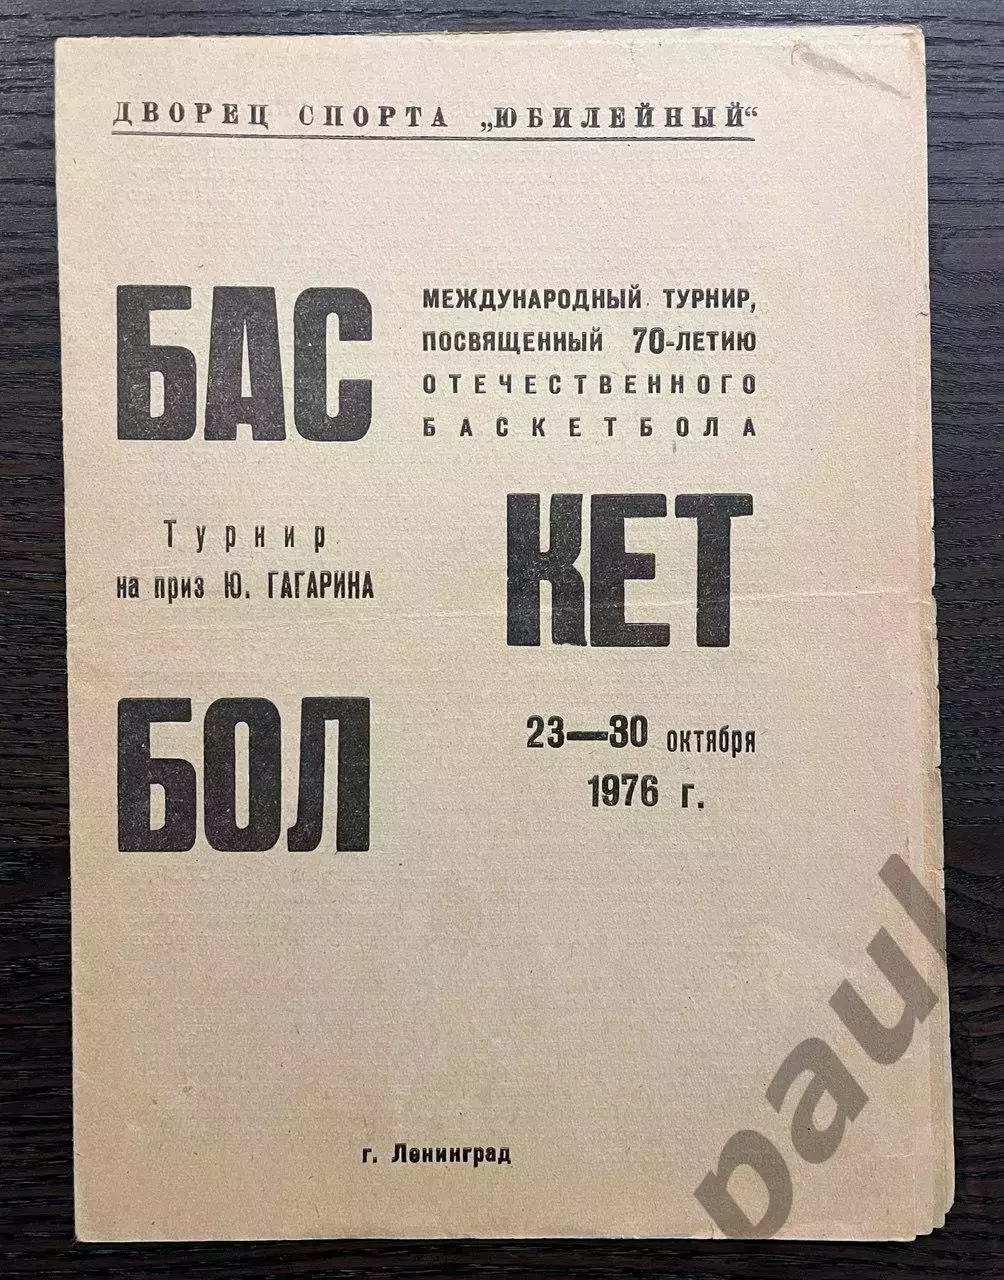 ДВОРЕЦ СПОРТА „ЮБИЛЕЙНЫЙ“
БАС
МЕЖДУНАРОДНЫЙ ТУРНИР,
ПОСВЯЩЕННЫЙ 70-ЛЕТИЮ
ОТЕЧЕСТВЕННОГО
БАСКЕТБОЛА
Турнир
на приз Ю. ГАГАРИНА
КЕТ
БОЛ
23—30 октября
1976 г.
г. Ленинград
paul